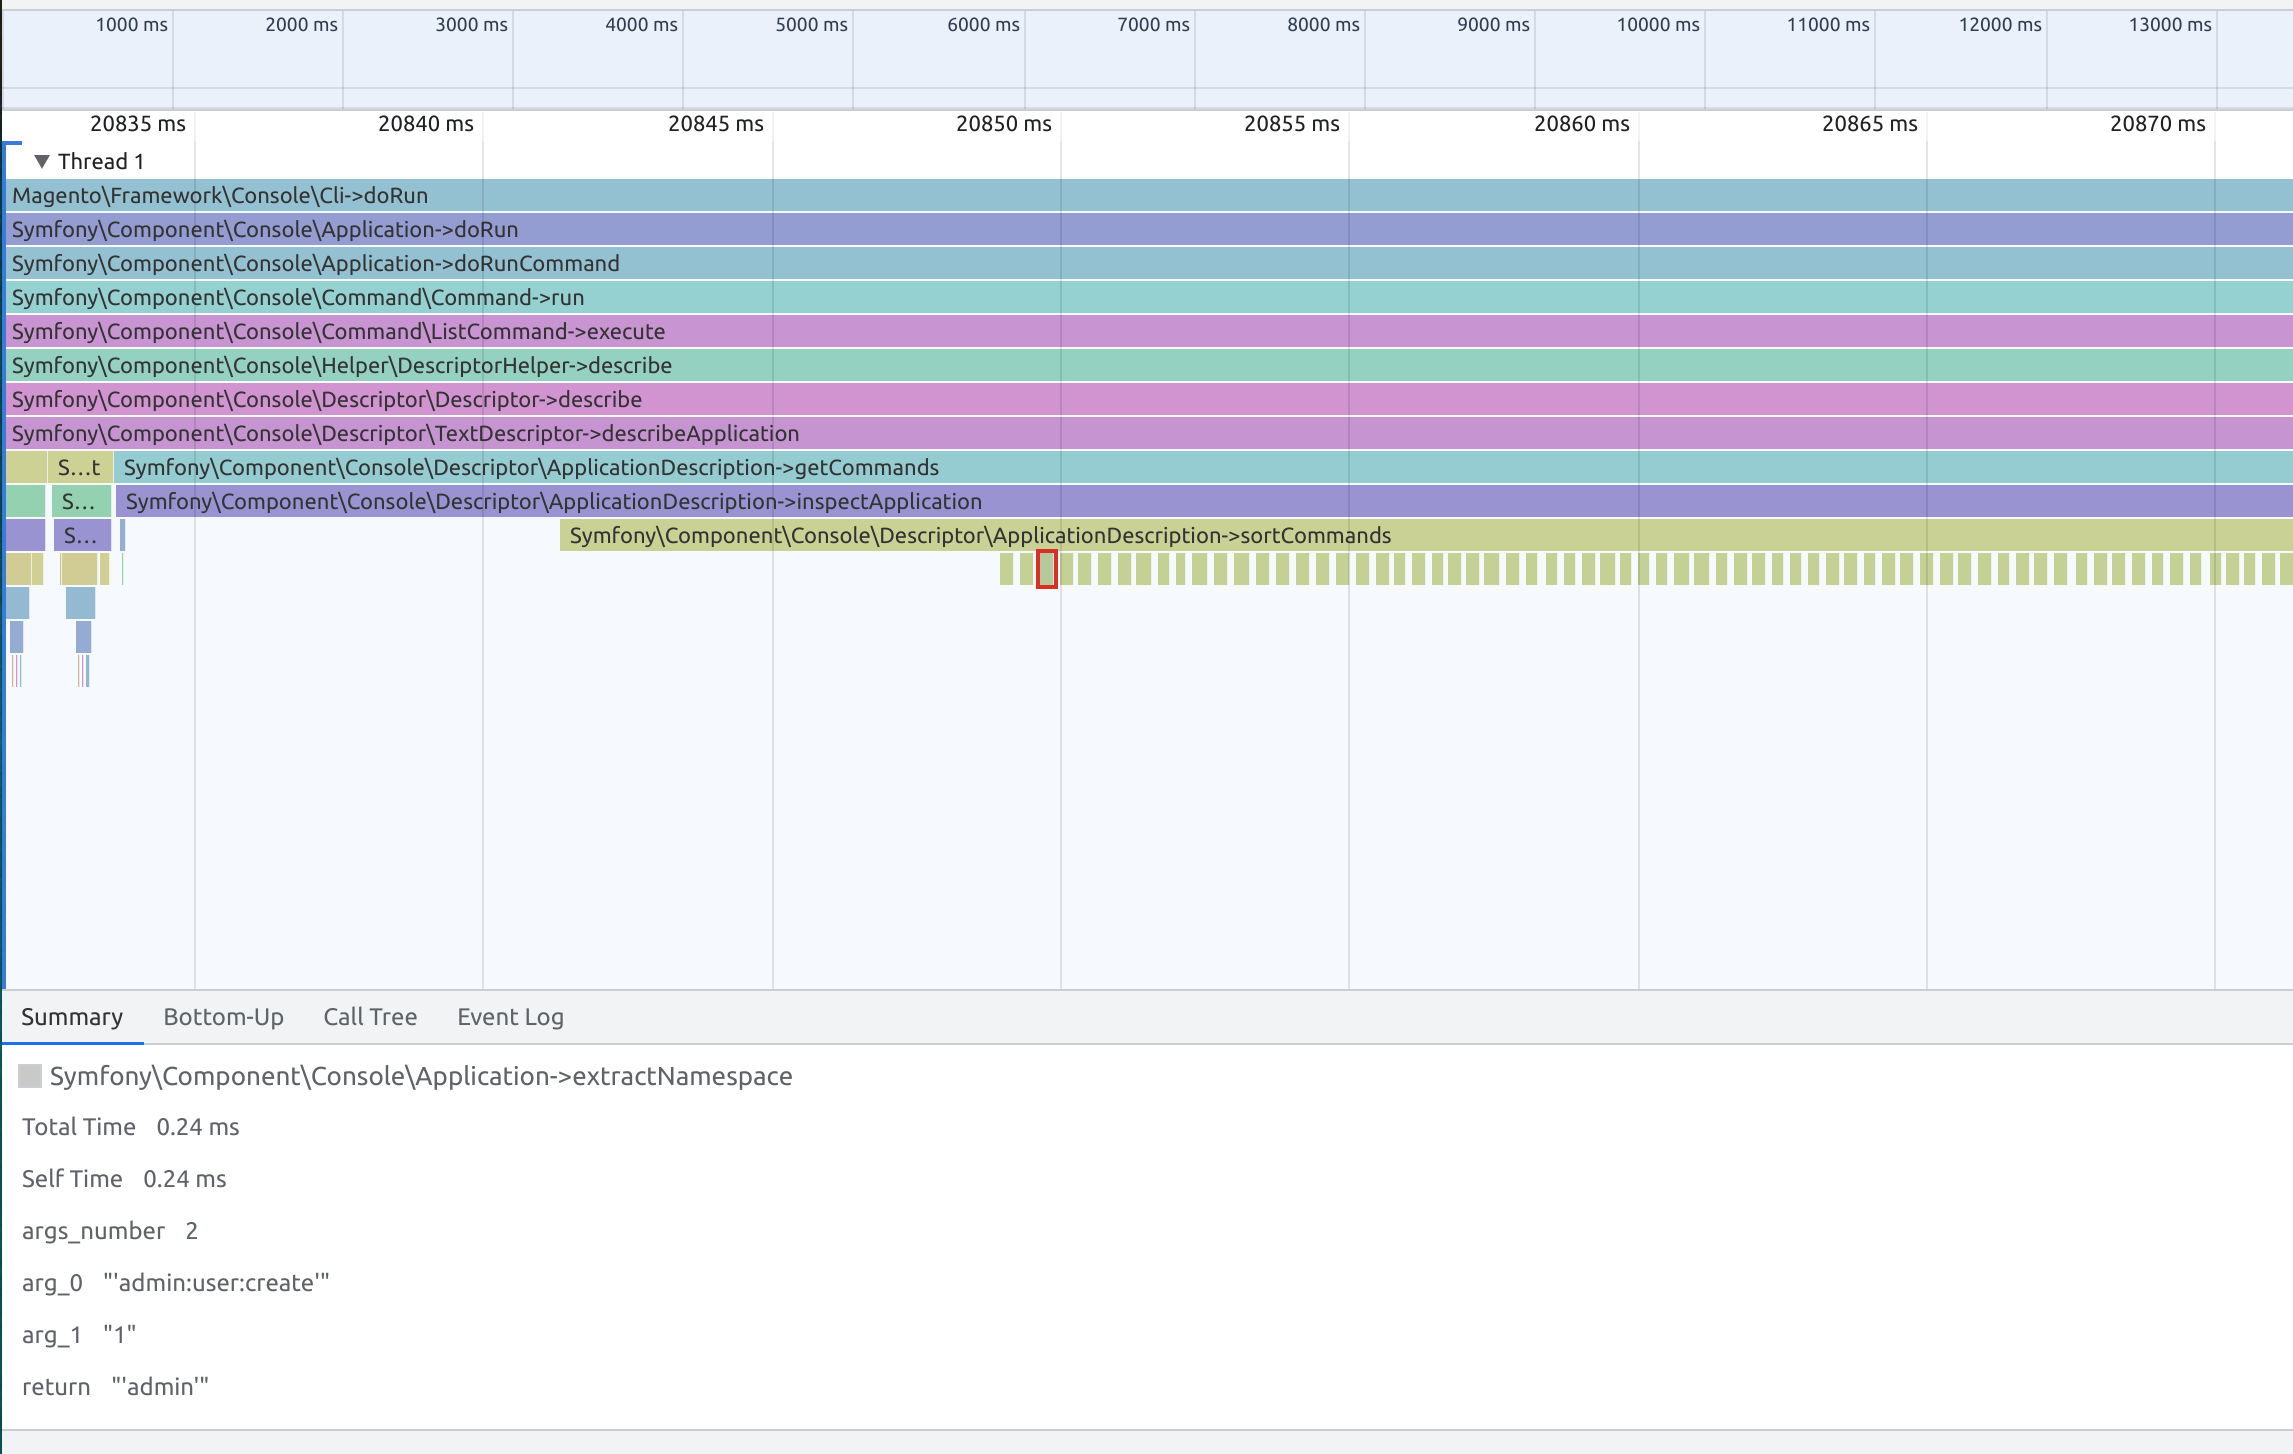 1000 ms 2000 ms 3000 ms 4000 ms 5000 ms 6000 ms 7000 ms 8000 ms 9000 ms 10000 ms 11000 ms 12000 ms 13000 ms
20835 ms 20840 ms 20845 ms 20850 ms 20855 ms 20860 ms 20865 ms 20870 ms
▼ Thread 1
Magento\Framework\Console\Cli->doRun
Symfony\Component\Console\Application->doRun
Symfony\Component\Console\Application->doRunCommand
Symfony\Component\Console\Command\Command->run
Symfony\Component\Console\Command\ListCommand->execute
Symfony\Component\Console\Helper\DescriptorHelper->describe
Symfony\Component\Console\Descriptor\Descriptor->describe
Symfony\Component\Console\Descriptor\TextDescriptor->describeApplication
S…t Symfony\Component\Console\Descriptor\ApplicationDescription->getCommands
S… Symfony\Component\Console\Descriptor\ApplicationDescription->inspectApplication
S… Symfony\Component\Console\Descriptor\ApplicationDescription->sortCommands
Summary Bottom-Up Call Tree Event Log
Symfony\Component\Console\Application->extractNamespace
Total Time 0.24 ms
Self Time 0.24 ms
args_number 2
arg_0 "'admin:user:create'"
arg_1 "1"
return "'admin'"